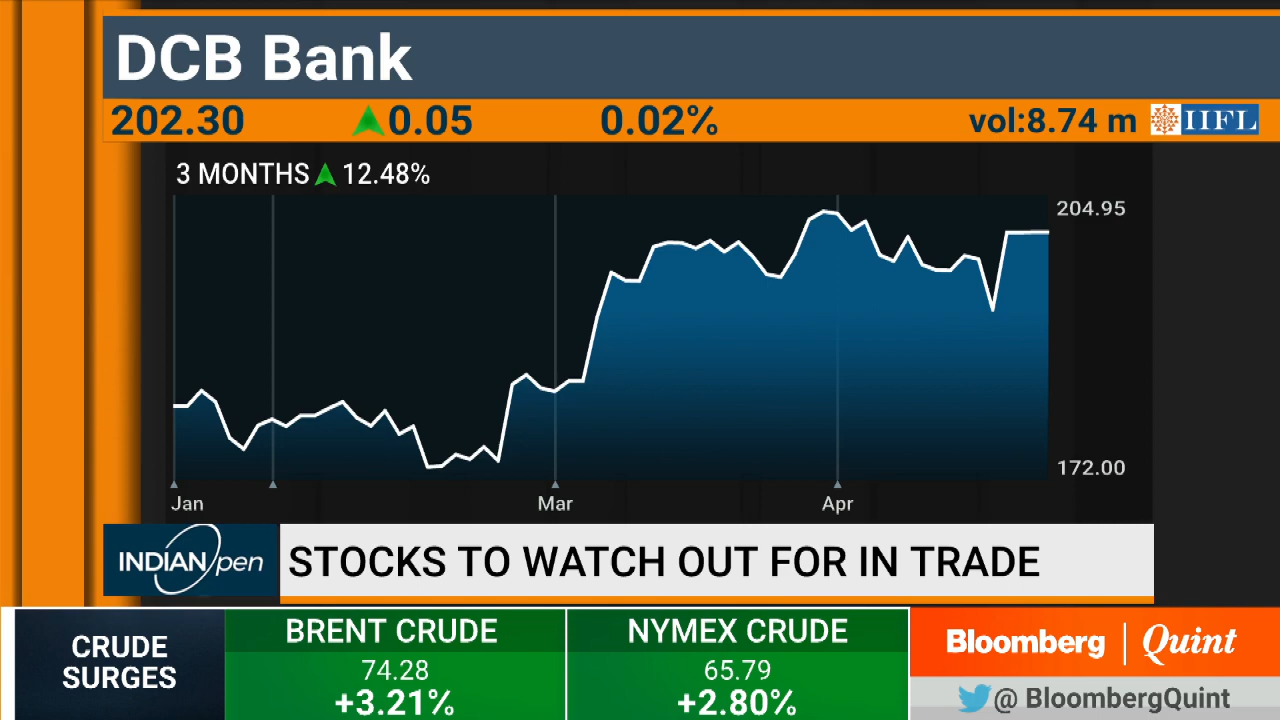 DCB Bank
202.30 0.05 0.02% vol:8.74 m IIFL
3 MONTHS 12.48%
204.95
172.00
Jan Mar Apr
INDIAN pen
STOCKS TO WATCH OUT FOR IN TRADE
CRUDE
SURGES
BRENT CRUDE
74.28
+3.21%
NYMEX CRUDE
65.79
+2.80%
Bloomberg | Quint
@ BloombergQuint